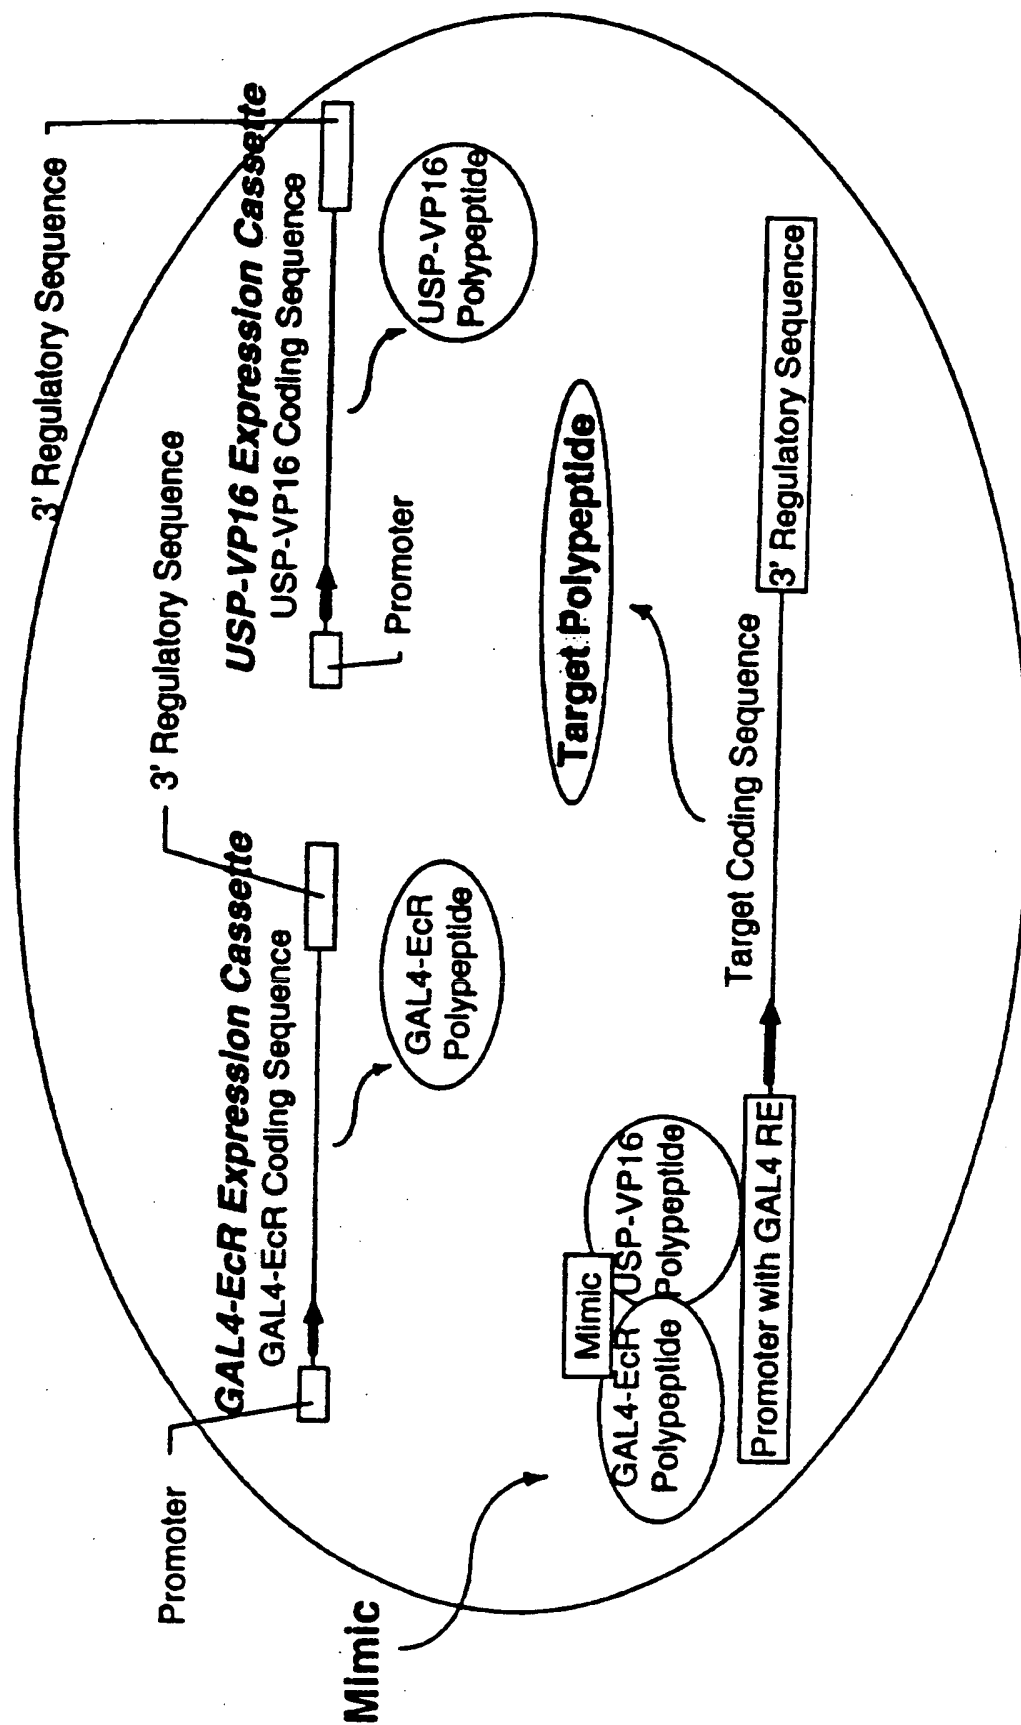 3' Regulatory Sequence
3' Regulatory Sequence
Promoter
GAL4-EcR Expression Cassette
GAL4-EcR Coding Sequence
USP-VP16 Expression Cassette
USP-VP16 Coding Sequence
Promoter
Mimic
GAL4-EcR
Polypeptide
USP-VP16
Polypeptide
Target Polypeptide
Mimic
GAL4-EcR
Polypeptide
USP-VP16
Polypeptide
Target Coding Sequence
Promoter with GAL4 RE
3' Regulatory Sequence